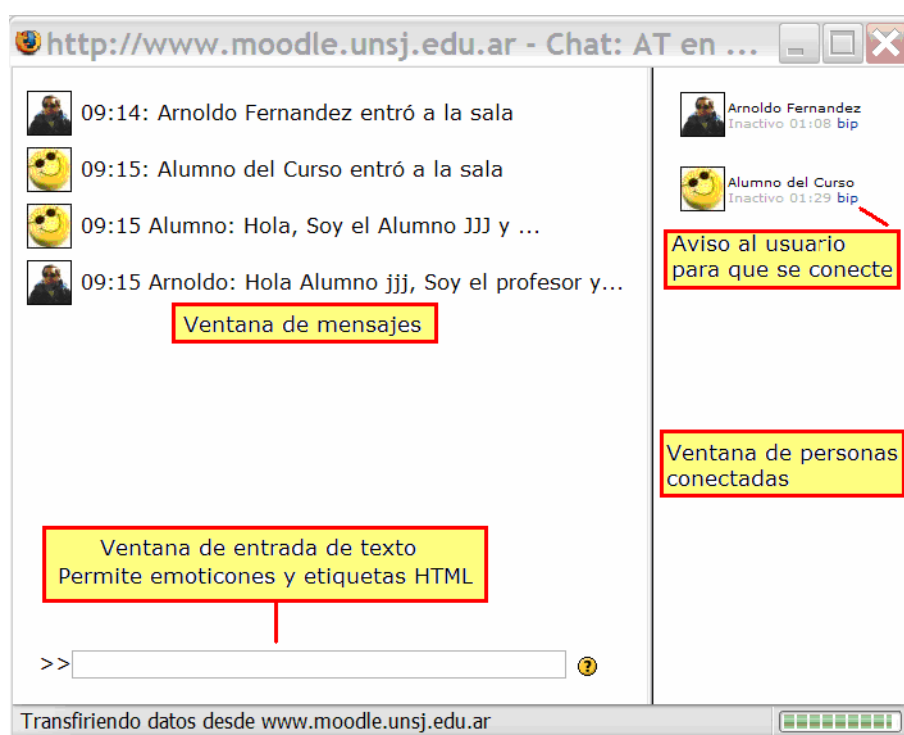 http://www.moodle.unsj.edu.ar - Chat: AT en ...
09:14: Arnoldo Fernandez entró a la sala
09:15: Alumno del Curso entró a la sala
09:15 Alumno: Hola, Soy el Alumno JJJ y ...
09:15 Arnoldo: Hola Alumno jjj, Soy el profesor y...
Ventana de mensajes
Ventana de entrada de texto
Permite emoticones y etiquetas HTML
>>
?
Arnoldo Fernandez
Inactivo 01:08 bip
Alumno del Curso
Inactivo 01:29 bip
Aviso al usuario
para que se conecte
Ventana de personas
conectadas
Transfiriendo datos desde www.moodle.unsj.edu.ar